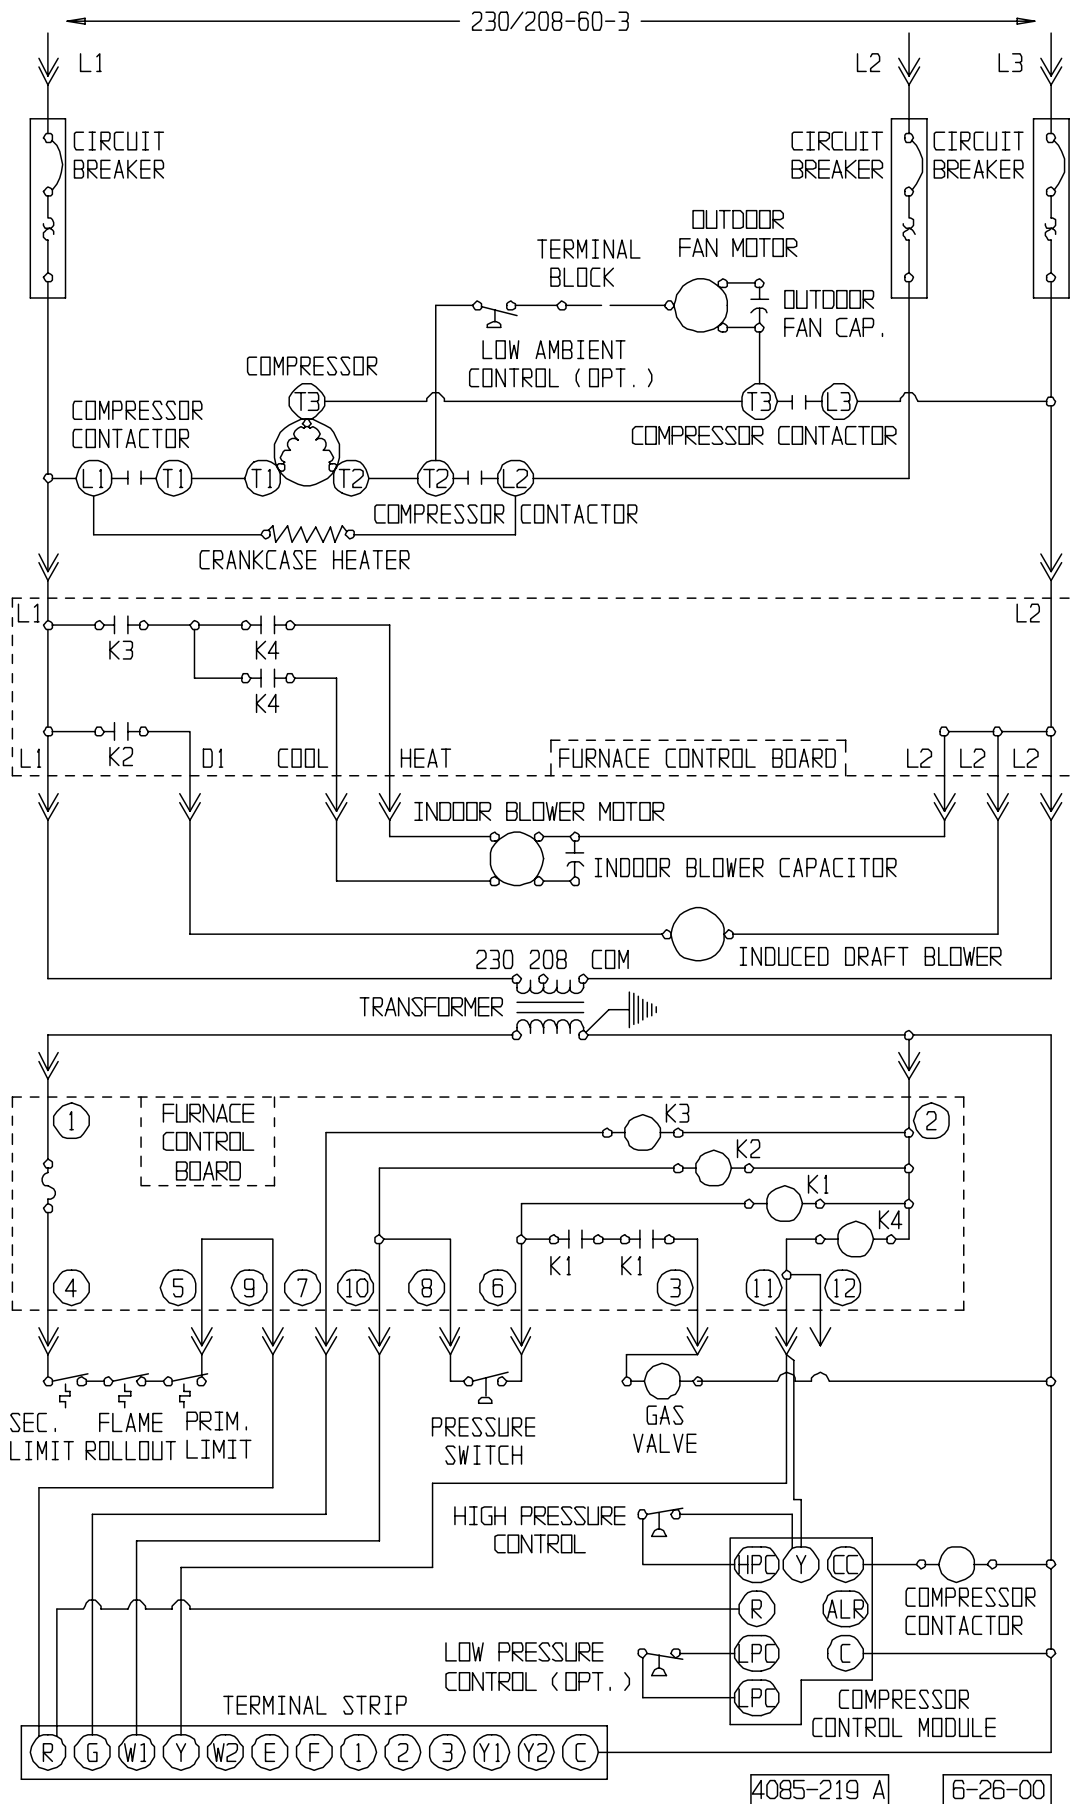 230/208-60-3
L1
L2
L3
CIRCUIT
BREAKER
CIRCUIT
BREAKER
CIRCUIT
BREAKER
OUTDOOR
FAN MOTOR
TERMINAL
BLOCK
OUTDOOR
FAN CAP.
LOW AMBIENT
CONTROL (OPT.)
COMPRESSOR
T3
T3
L3
COMPRESSOR
CONTACTOR
COMPRESSOR CONTACTOR
L1
T1
T1
T2
T2
L2
COMPRESSOR CONTACTOR
CRANKCASE HEATER
L1
L2
K3
K4
K4
K2
L1
D1
COOL
HEAT
FURNACE CONTROL BOARD
L2
L2
L2
INDOOR BLOWER MOTOR
INDOOR BLOWER CAPACITOR
INDUCED DRAFT BLOWER
230 208 COM
TRANSFORMER
1
FURNACE
CONTROL
BOARD
K3
2
K2
K1
K4
K1
K1
4
5
9
7
10
8
6
3
11
12
SEC.
LIMIT
FLAME
ROLLOUT
PRIM.
LIMIT
PRESSURE
SWITCH
GAS
VALVE
HIGH PRESSURE
CONTROL
HPC
Y
CC
R
ALR
COMPRESSOR
CONTACTOR
LOW PRESSURE
CONTROL (OPT.)
LPC
C
LPC
COMPRESSOR
CONTROL MODULE
TERMINAL STRIP
R G W1 Y W2 E F 1 2 3 Y1 Y2 C
4085-219 A
6-26-00